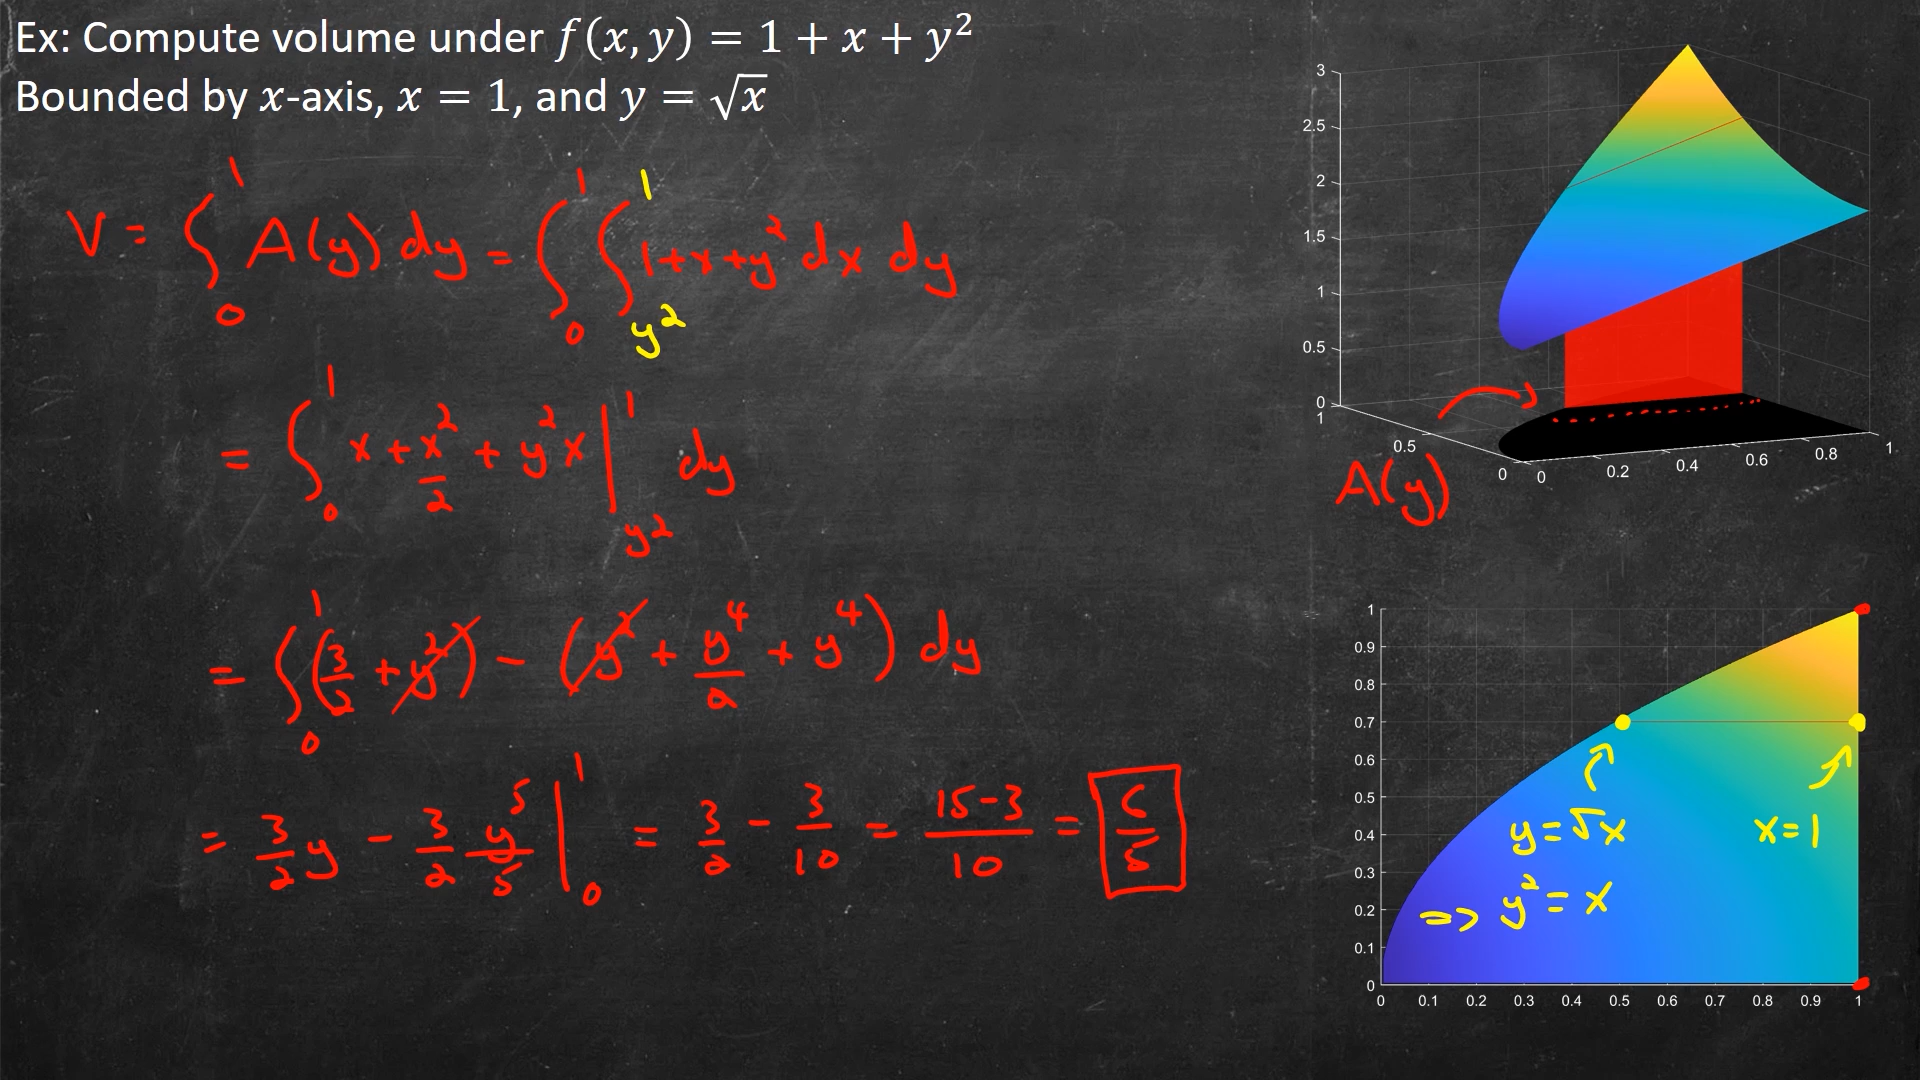 Ex: Compute volume under f(x, y) = 1 + x + y²
Bounded by x-axis, x = 1, and y = √x
V = ∫₀¹ A(y) dy = ∫₀¹ ∫_{y²}^{1} 1+x+y² dx dy
= ∫₀¹ x + x²/2 + y²x |_{y²}^{1} dy
= ∫₀¹ (3/2 + y²) - (y² + y⁴/2 + y⁴) dy
= 3/2 y - 3/2 y⁵/5 |₀¹ = 3/2 - 3/10 = 15-3/10 = 6/5
3
2.5
2
1.5
1
0.5
0
1
0.5
0
0
0.2
0.4
0.6
0.8
1
A(y)
1
0.9
0.8
0.7
0.6
0.5
0.4
0.3
0.2
0.1
0
y=√x
x=1
=> y² = x
0 0.1 0.2 0.3 0.4 0.5 0.6 0.7 0.8 0.9 1